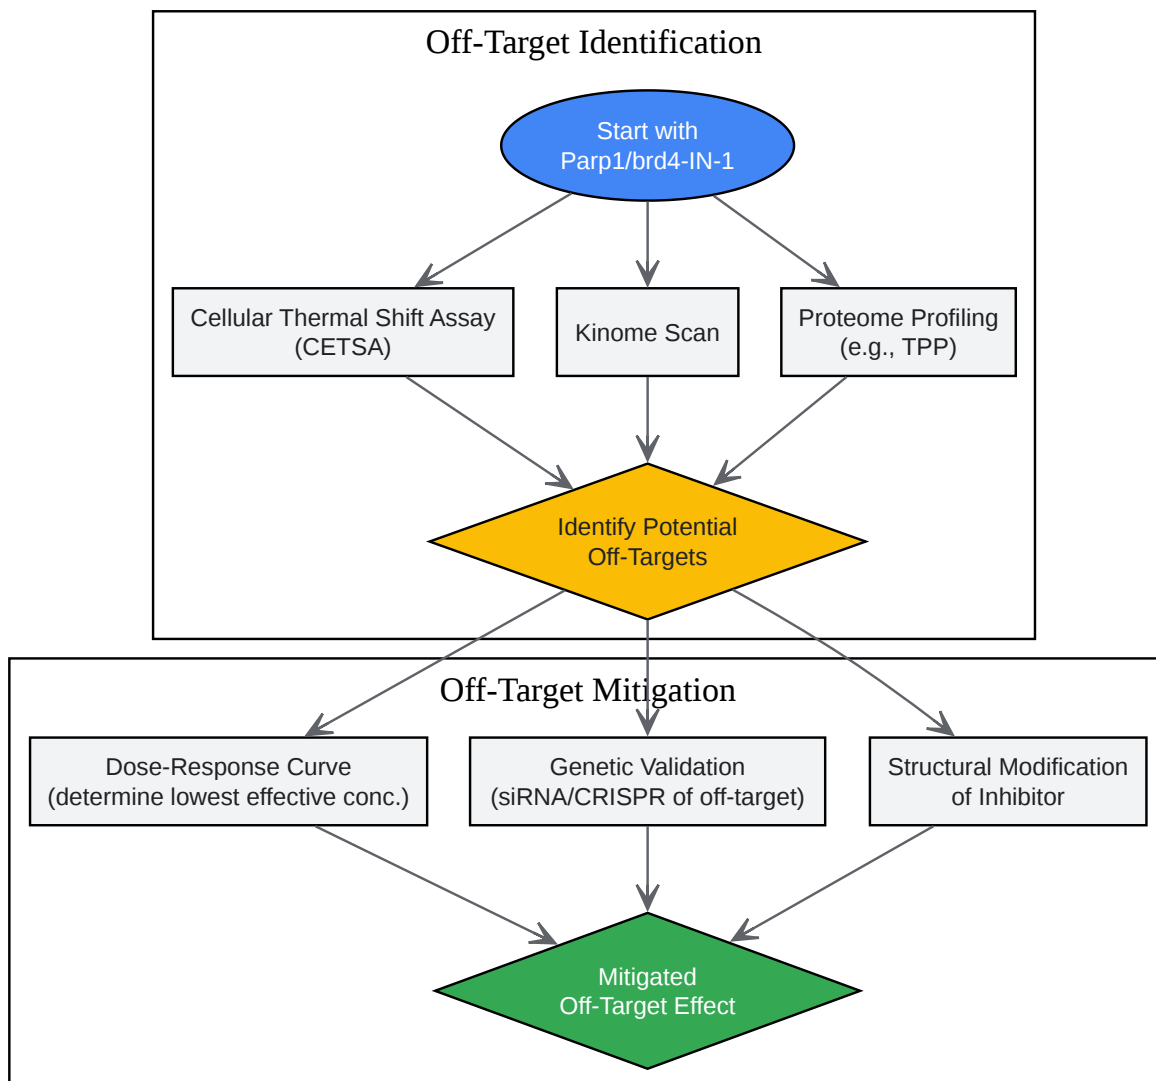 Off-Target Identification
Start with
Parp1/brd4-IN-1
Cellular Thermal Shift Assay
(CETSA)
Kinome Scan
Proteome Profiling
(e.g., TPP)
Identify Potential
Off-Targets
Off-Target Mitigation
Dose-Response Curve
(determine lowest effective conc.)
Genetic Validation
(siRNA/CRISPR of off-target)
Structural Modification
of Inhibitor
Mitigated
Off-Target Effect